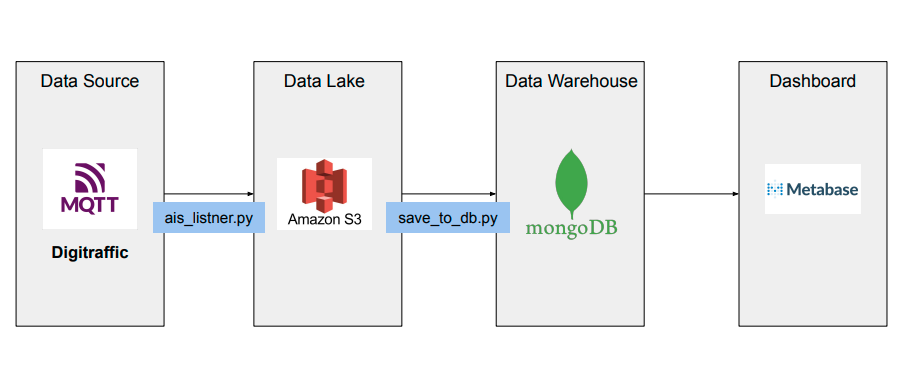 Data Source
MQTT
Digitraffic
ais_listner.py
Data Lake
Amazon S3
save_to_db.py
Data Warehouse
mongoDB
Dashboard
Metabase